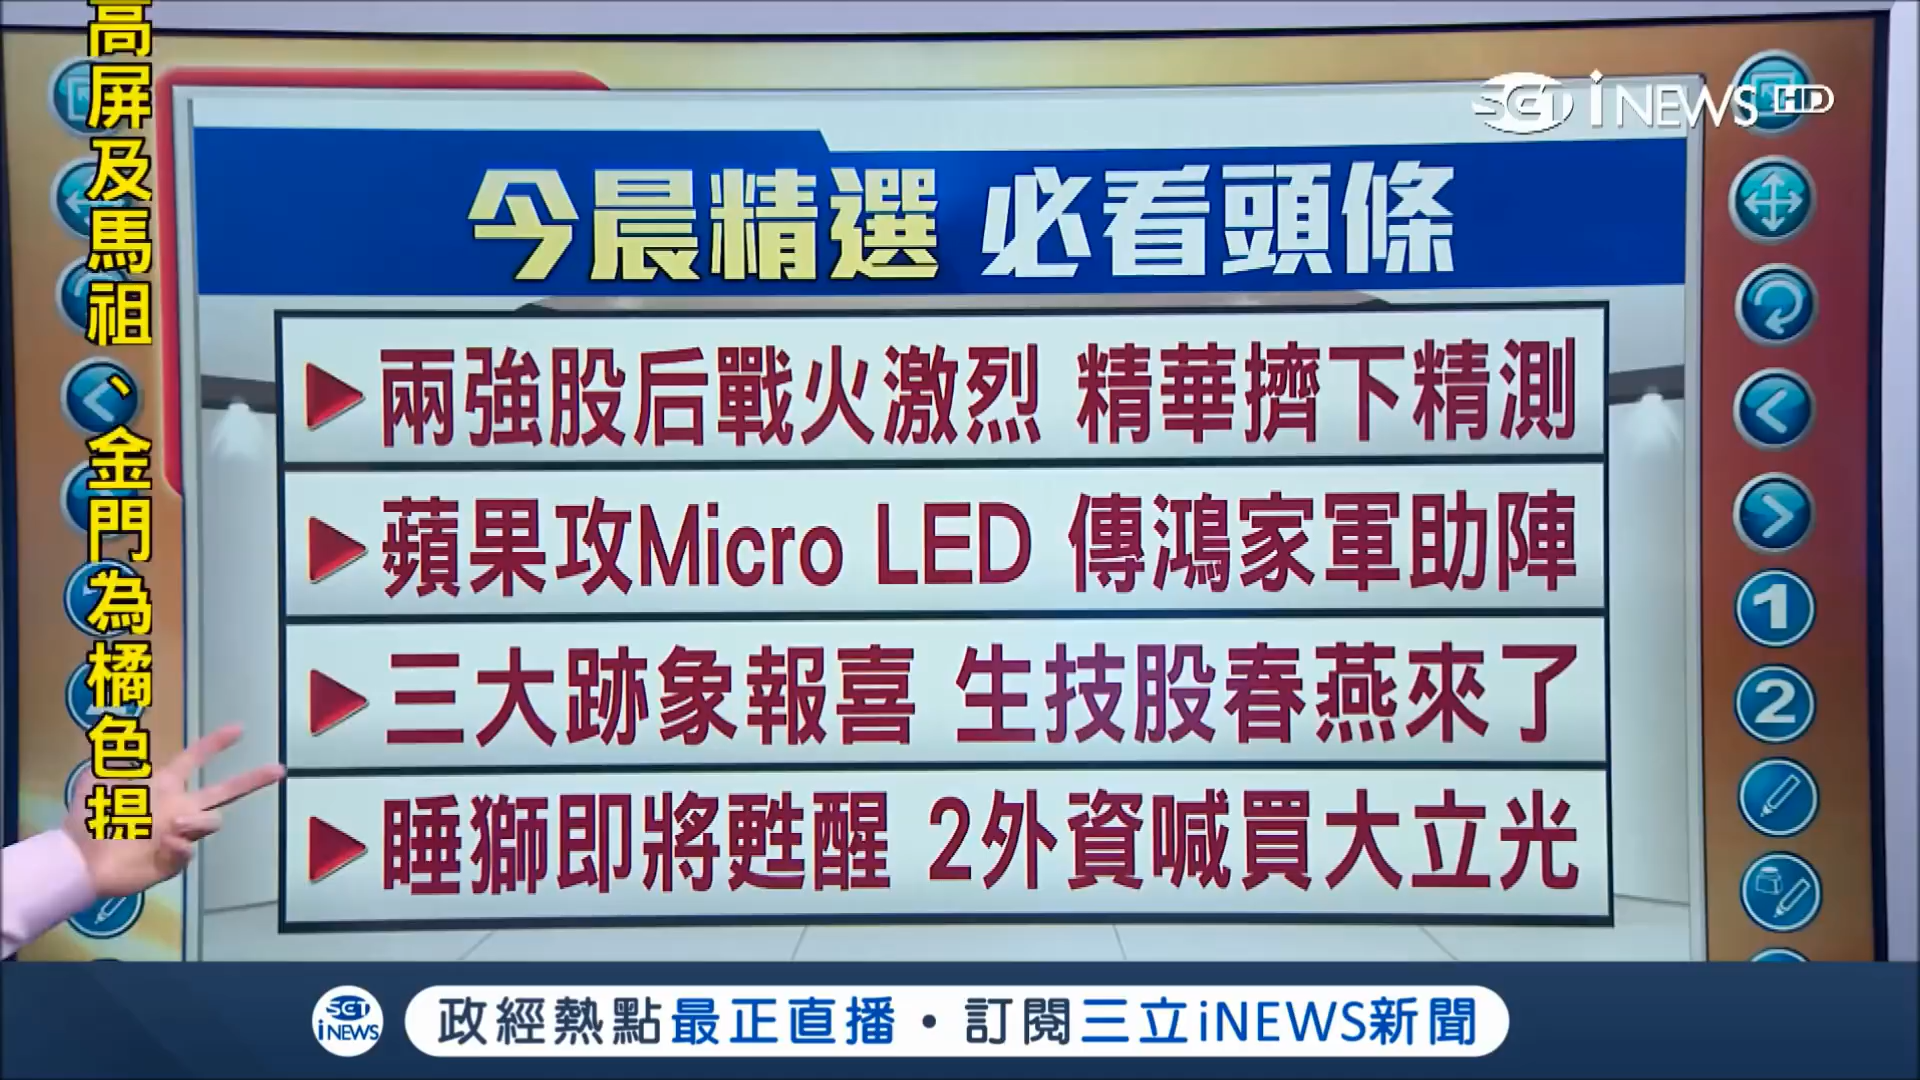 高屏及馬祖、金門為橘色提
SET iNEWS HD
今晨精選 必看頭條
兩強股后戰火激烈 精華擠下精測
蘋果攻Micro LED 傳鴻家軍助陣
三大跡象報喜 生技股春燕來了
睡獅即將甦醒 2外資喊買大立光
1
2
SET iNEWS
政經熱點最正直播・訂閱三立iNEWS新聞